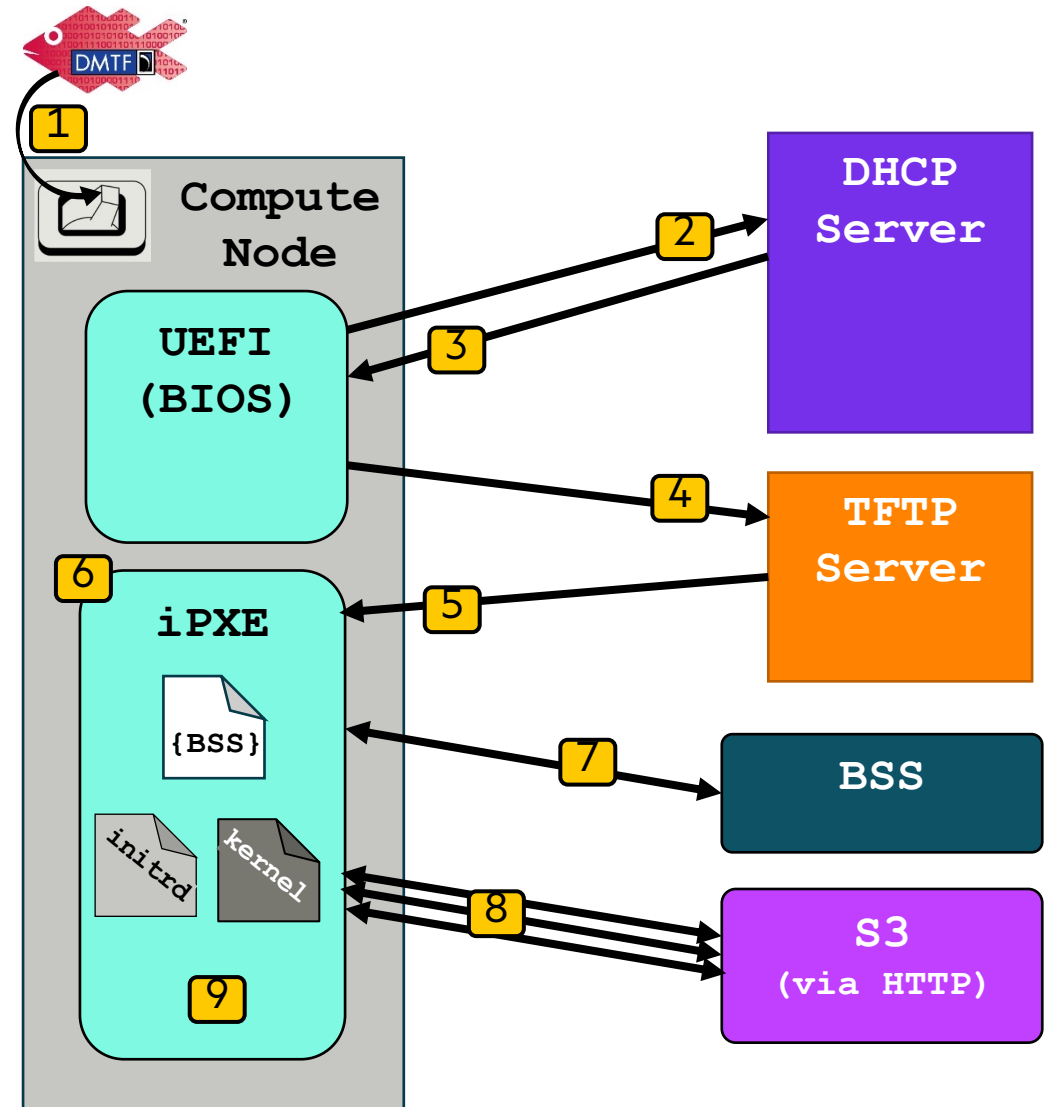 DMTF
1
Compute
Node
DHCP
Server
2
3
UEFI
(BIOS)
4
TFTP
Server
5
6
iPXE
{BSS}
7
BSS
initrd
kernel
8
S3
(via HTTP)
9